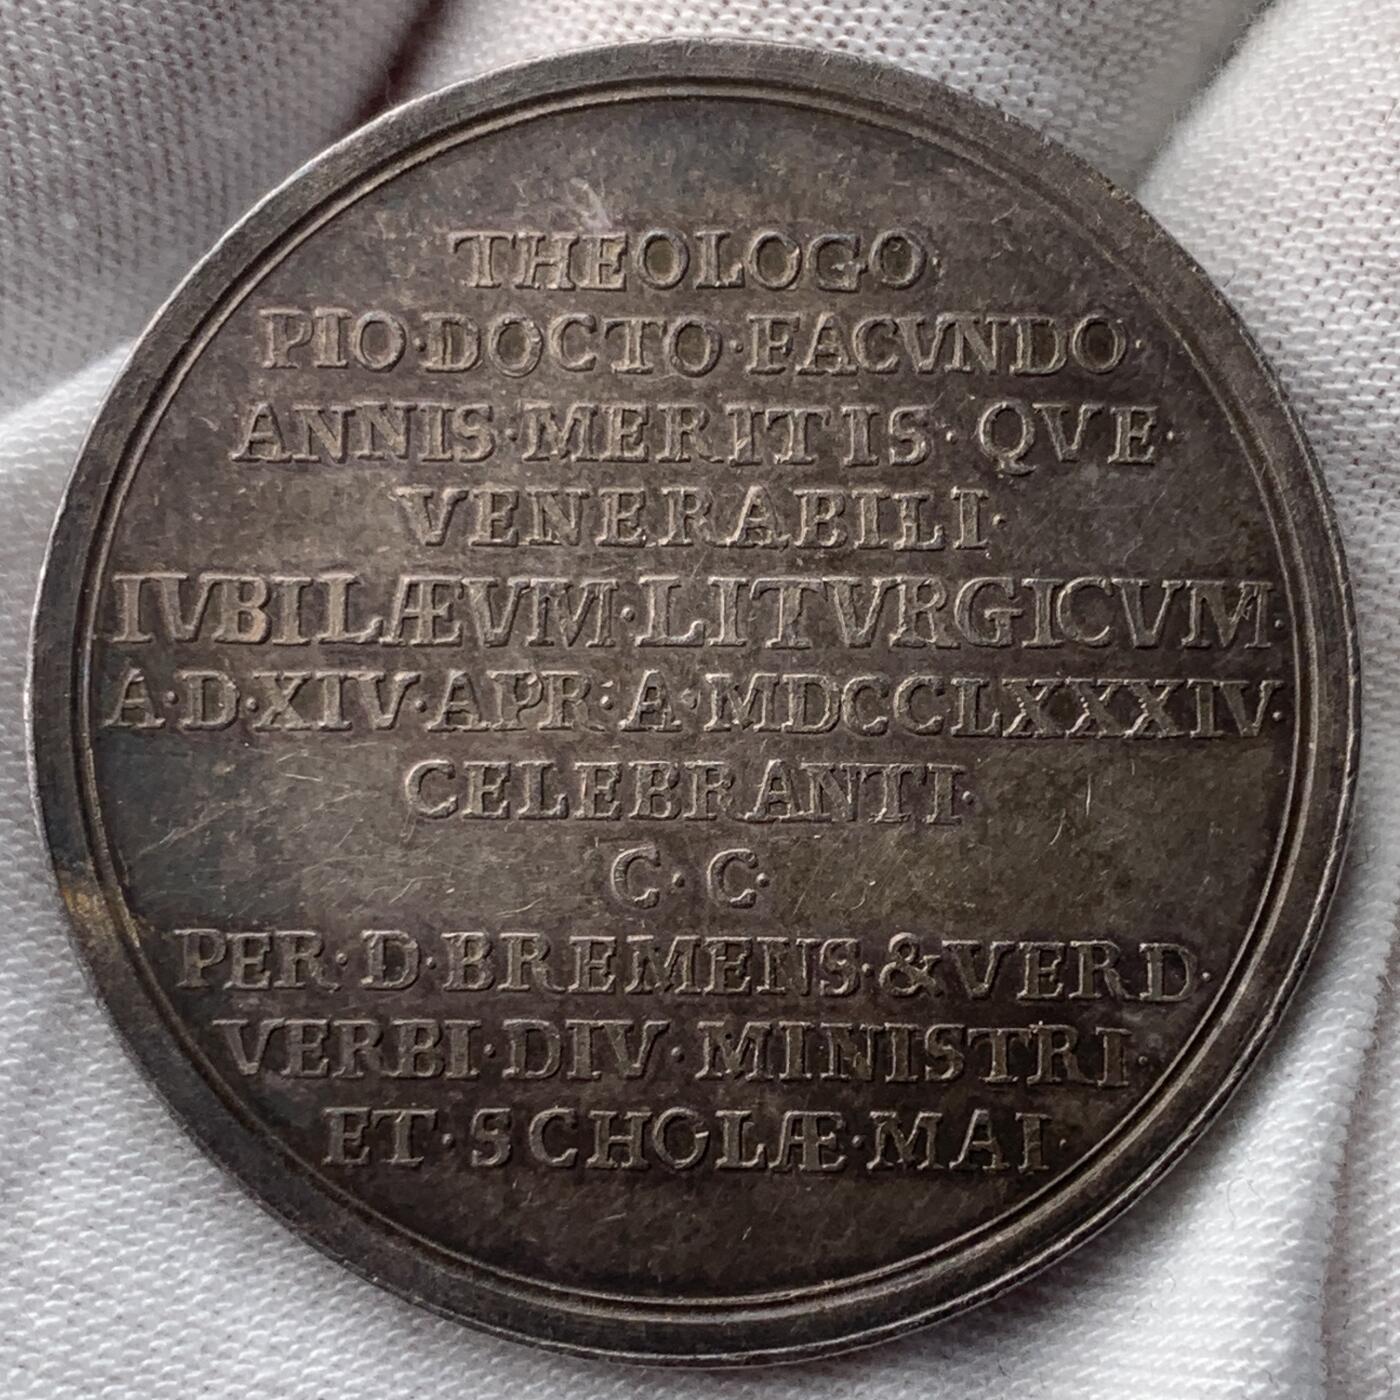 THEOLOGO
PIO·DOCTO·FACVNDO·
ANNIS·MERITIS·QVE·
VENERABILI·
IVBILÆVM·LITVRGICVM·
A·D·XIV·APR:A·MDCCLXXXIV·
CELEBRANTI·
C·C·
PER·D·BREMENS·&VERD·
VERBI·DIV·MINISTRI·
ET·SCHOLÆ·MAI·